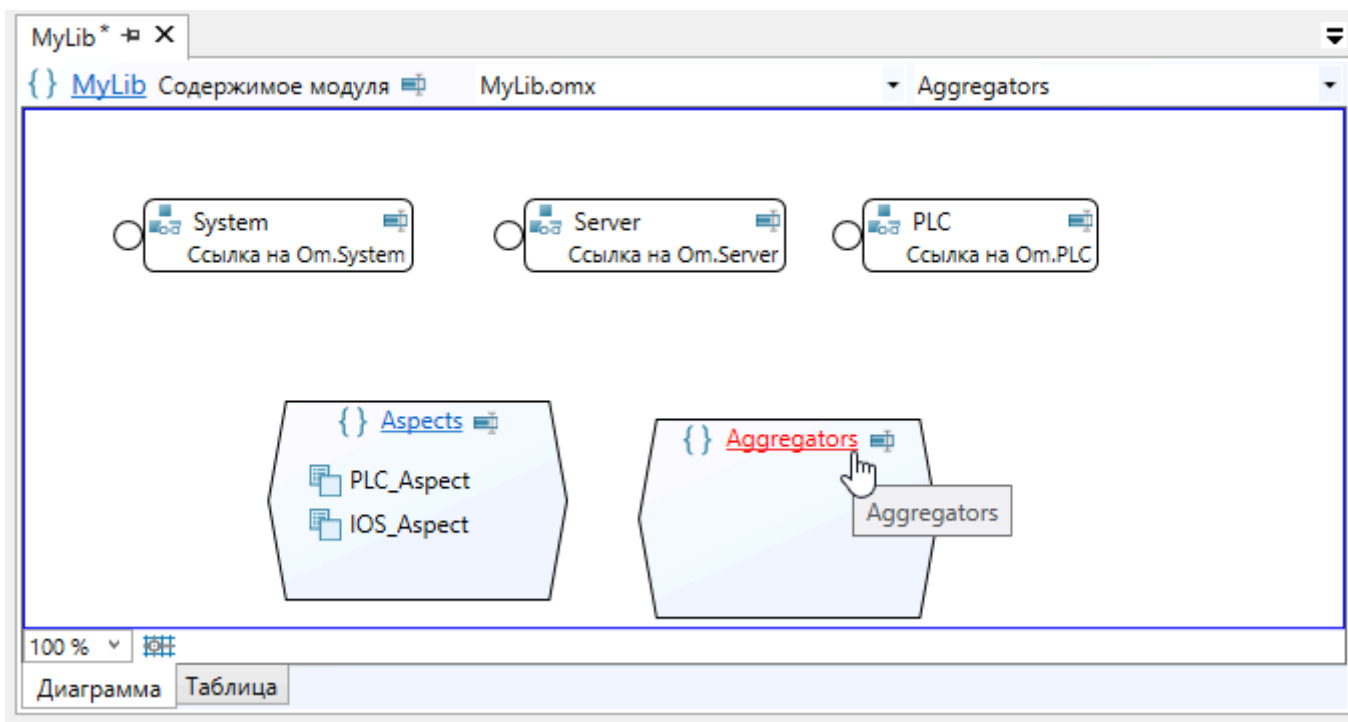 MyLib*
{ } MyLib Содержимое модуля MyLib.omx Aggregators
System
Ссылка на Om.System
Server
Ссылка на Om.Server
PLC
Ссылка на Om.PLC
{ } Aspects
PLC_Aspect
IOS_Aspect
{ } Aggregators
Aggregators
100 %
Диаграмма Таблица